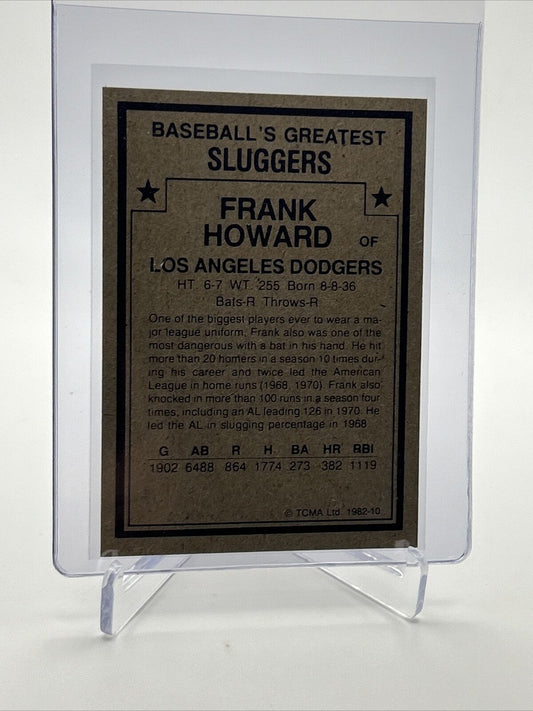 BASEBALL'S GREATEST
SLUGGERS
FRANK
HOWARD OF
LOS ANGELES DODGERS
HT. 6-7 WT. 255 Born 8-8-36
Bats-R Throws-R
One of the biggest players ever to wear a ma-
jor league uniform, Frank also was one of the
most dangerous with a bat in his hand. He hit
more than 20 homers in a season 10 times dur-
ing his career and twice led the American
League in home runs (1968, 1970). Frank also
knocked in more than 100 runs in a season four
times, including an AL leading 126 in 1970. He
led the AL in slugging percentage in 1968
G AB R H BA HR RBI
1902 6488 864 1774 .273 382 1119
© TCMA Ltd. 1982-10